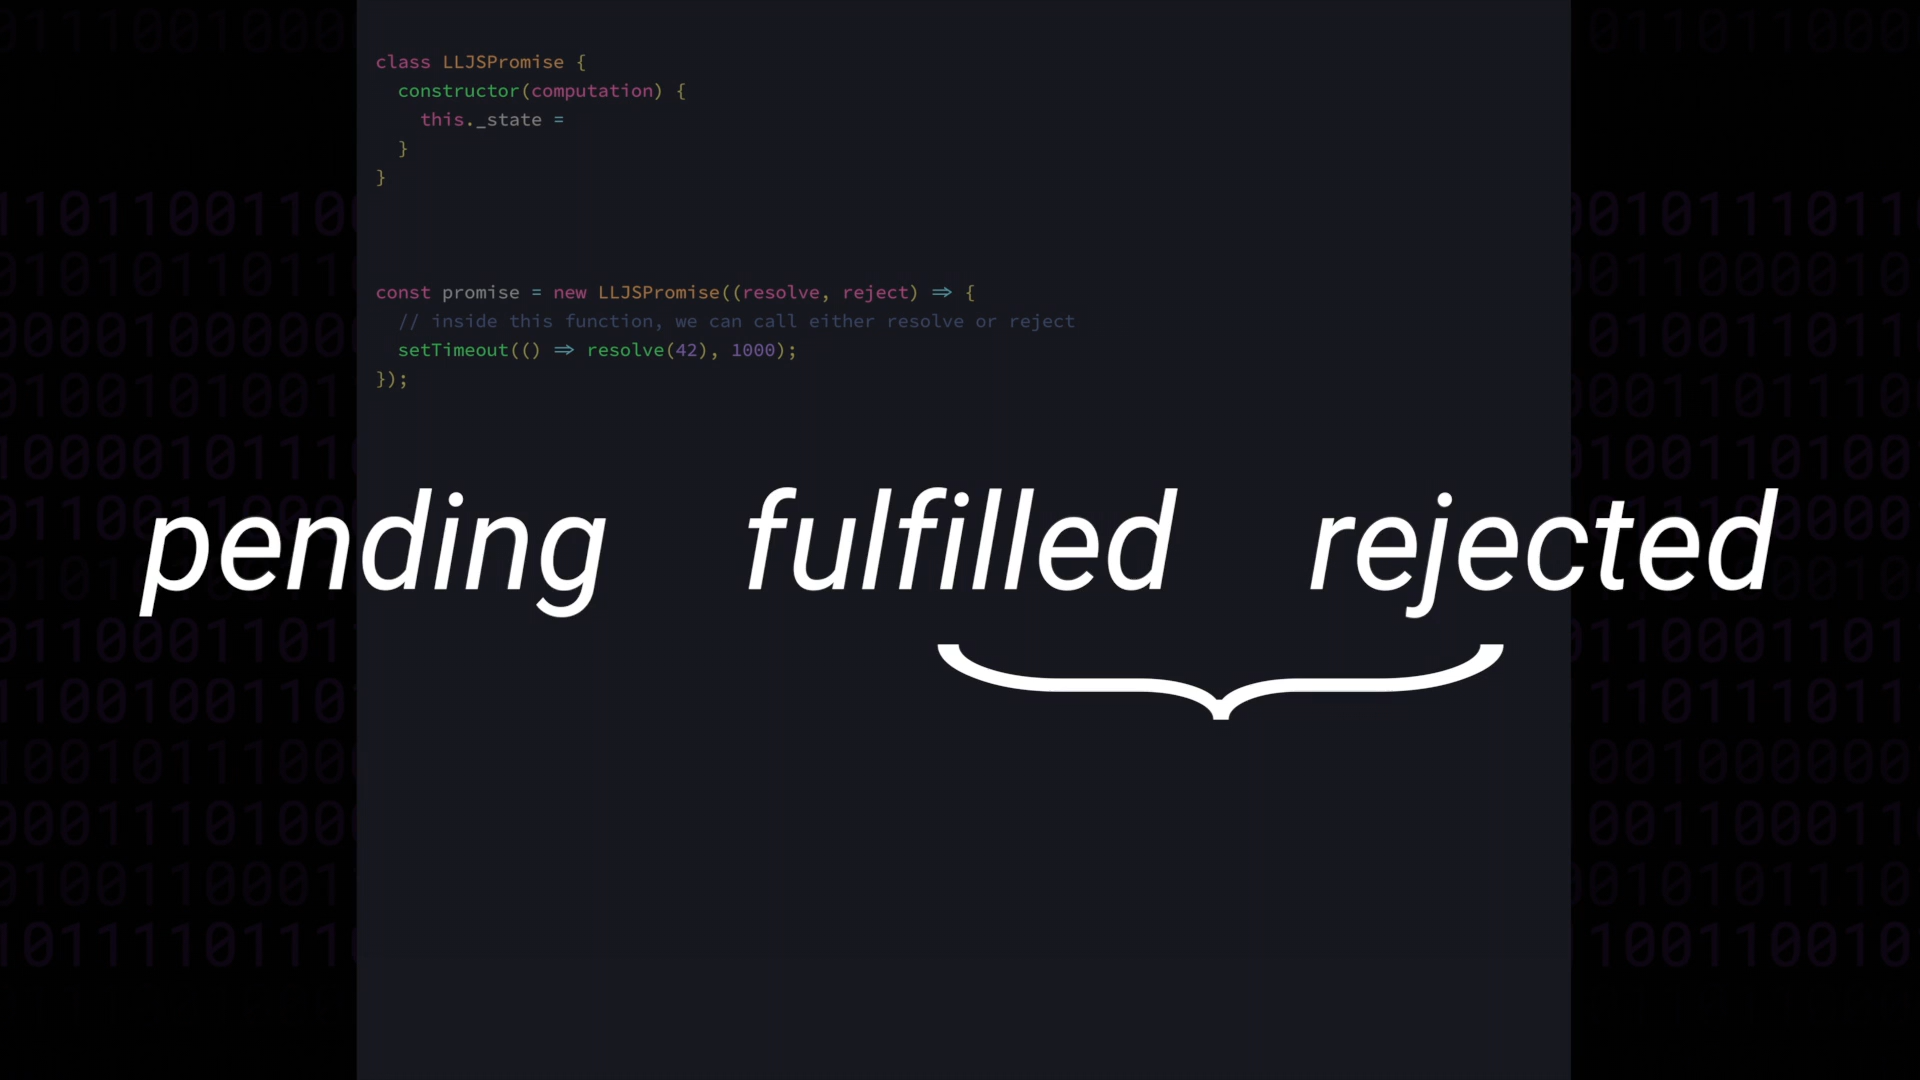 class LLJSPromise {
constructor(computation) {
this._state =
}
}
const promise = new LLJSPromise((resolve, reject) => {
// inside this function, we can call either resolve or reject
setTimeout(() => resolve(42), 1000);
});
pending fulfilled rejected